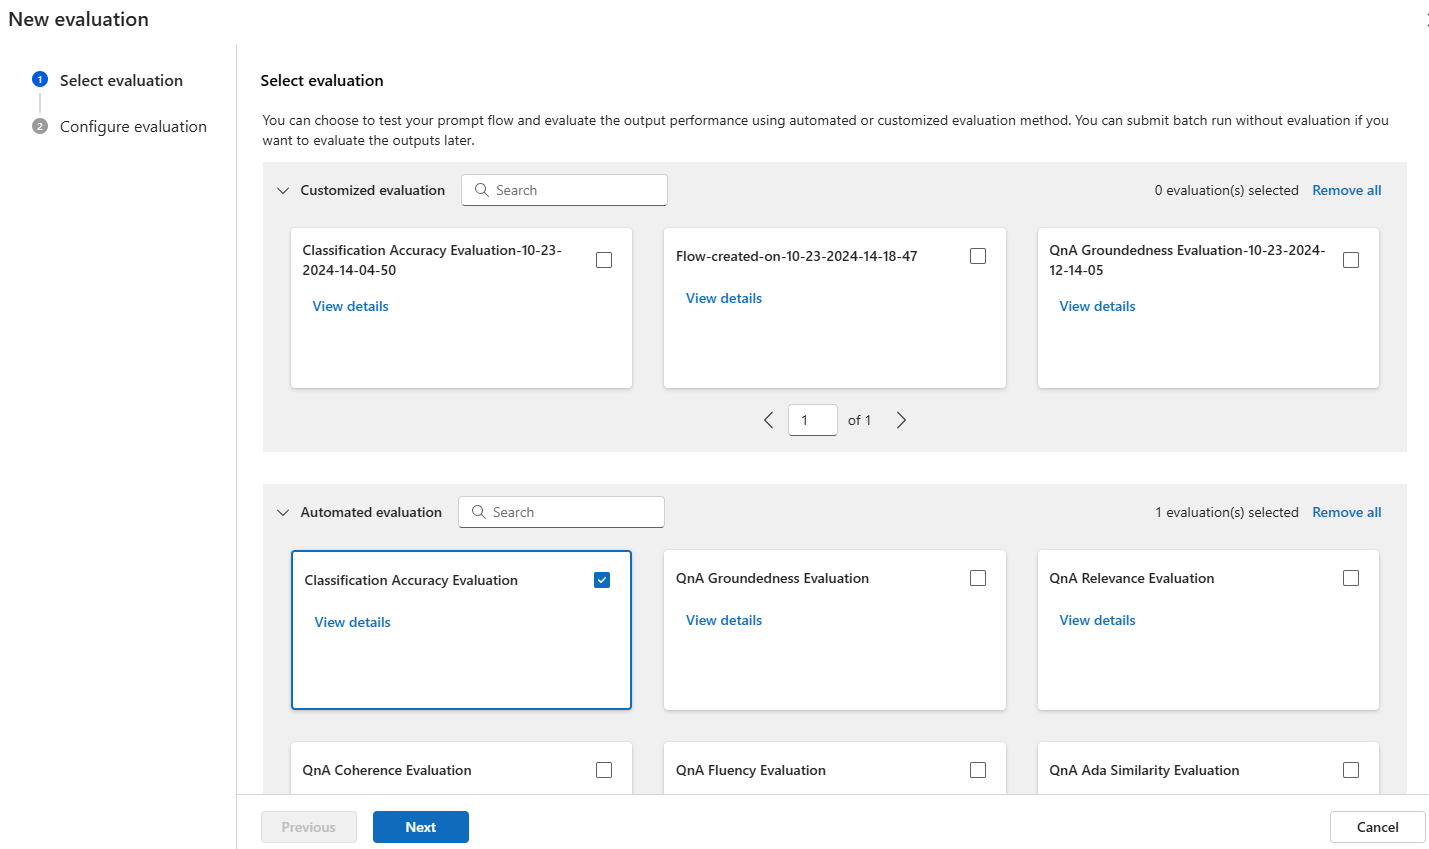 New evaluation
1
Select evaluation
2
Configure evaluation
Select evaluation
You can choose to test your prompt flow and evaluate the output performance using automated or customized evaluation method. You can submit batch run without evaluation if you
want to evaluate the outputs later.
Customized evaluation
Search
0 evaluation(s) selected
Remove all
Classification Accuracy Evaluation-10-23-
2024-14-04-50
View details
Flow-created-on-10-23-2024-14-18-47
View details
QnA Groundedness Evaluation-10-23-2024-
12-14-05
View details
1
of 1
Automated evaluation
Search
1 evaluation(s) selected
Remove all
Classification Accuracy Evaluation
View details
QnA Groundedness Evaluation
View details
QnA Relevance Evaluation
View details
QnA Coherence Evaluation
QnA Fluency Evaluation
QnA Ada Similarity Evaluation
Previous
Next
Cancel